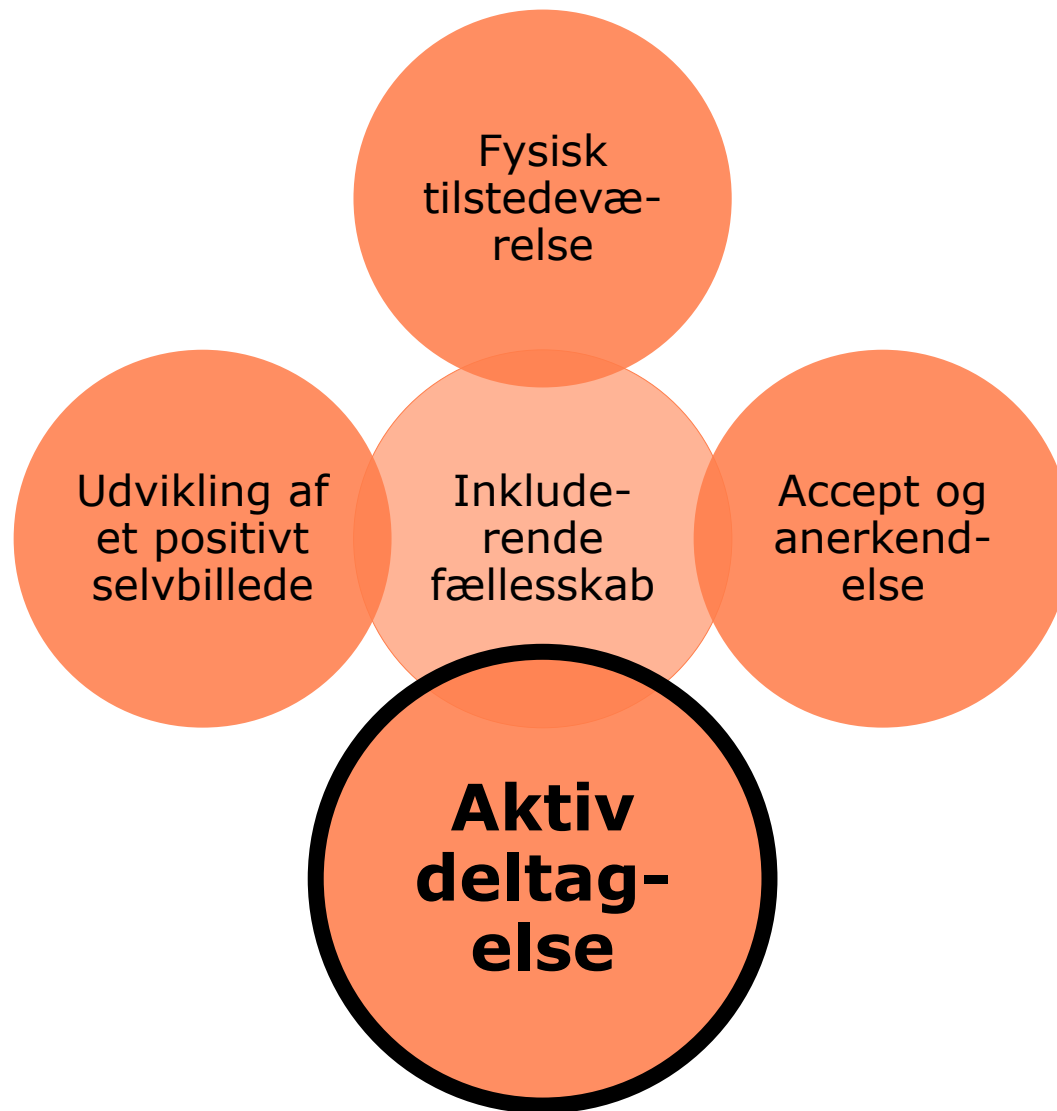 Fysisk
tilstedevæ-
relse
Udvikling af
et positivt
selvbillede
Inklude-
rende
fællesskab
Accept og
anerkend-
else
Aktiv
deltag-
else